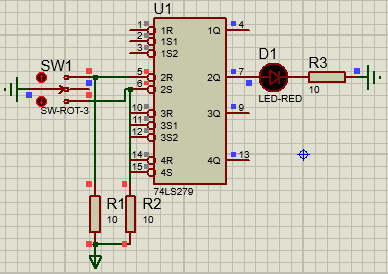 U1
1
1R
1Q
4
2
1S1
3
1S2
SW1
5
2R
2Q
7
6
2S
SW-ROT-3
D1
LED-RED
R3
10
10
3R
3Q
9
11
3S1
12
3S2
14
4R
4Q
13
15
4S
74LS279
R1
10
R2
10